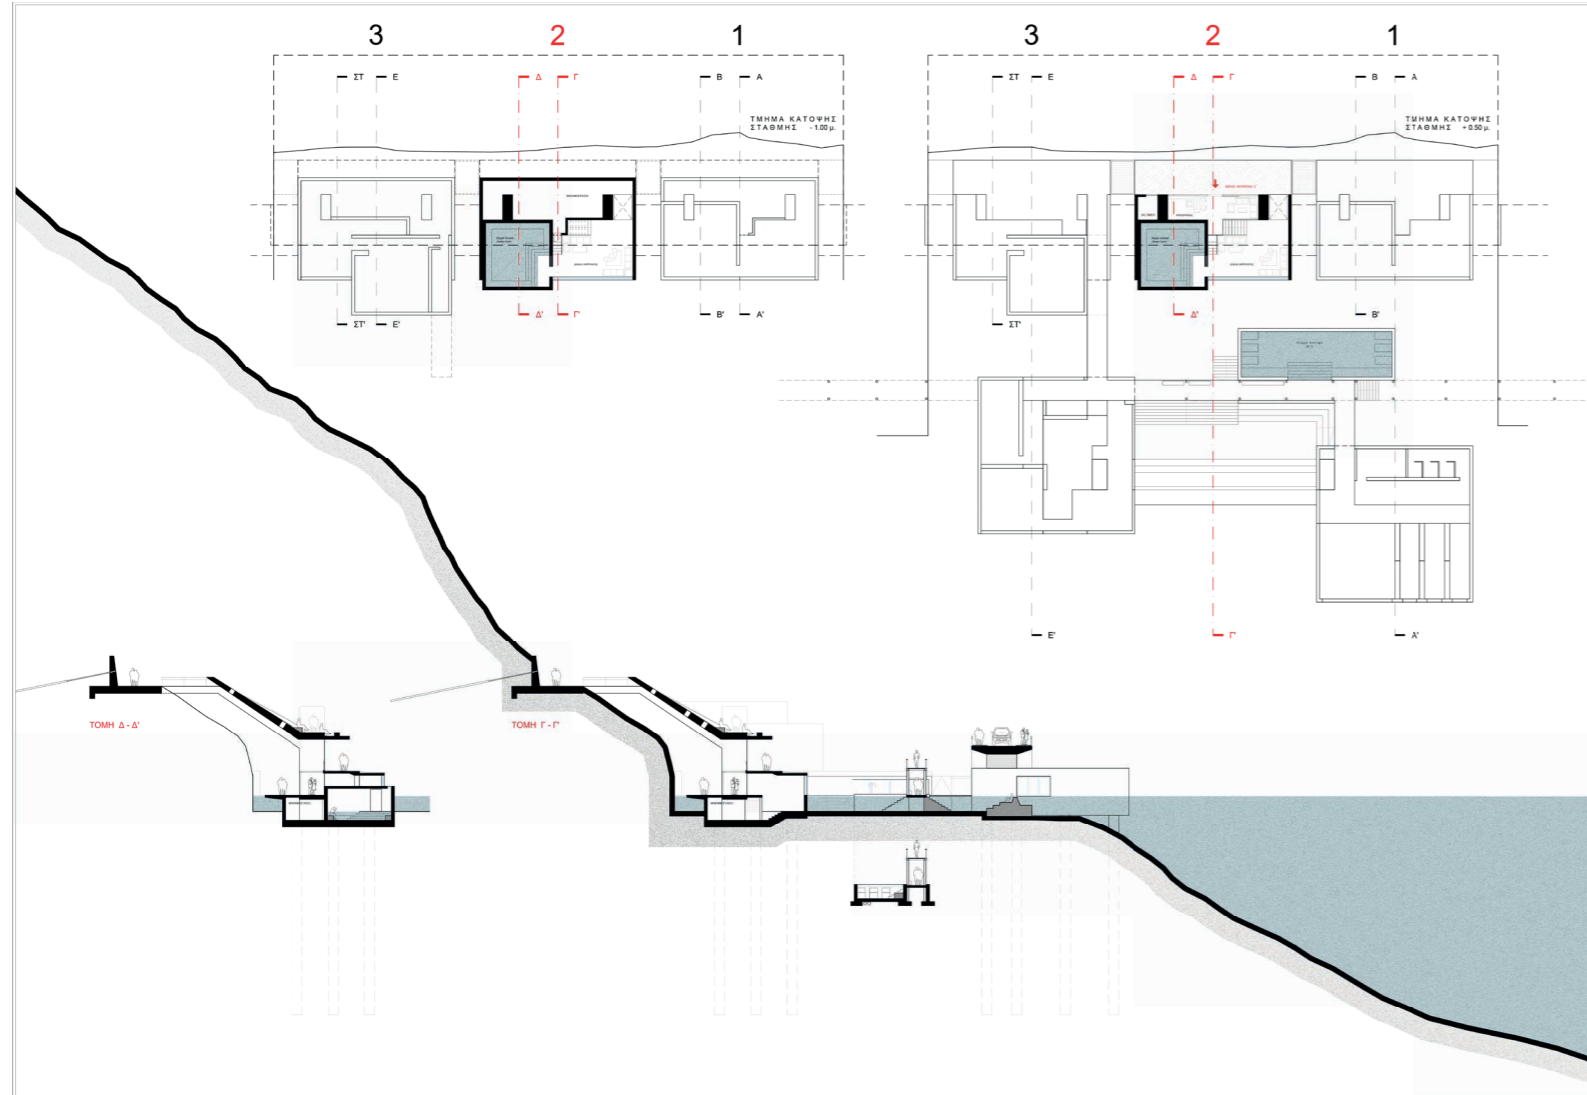 3 2 1
ΣΤ Ε Δ Γ Β Α
ΤΜΗΜΑ ΚΑΤΟΨΗΣ
ΣΤΑΘΜΗΣ - 1.00 μ.
ΣΤ' Ε' Δ' Γ' Β' Α'
3 2 1
ΣΤ Ε Δ Γ Β Α
ΤΜΗΜΑ ΚΑΤΟΨΗΣ
ΣΤΑΘΜΗΣ + 0.50 μ.
ΣΤ' Δ' Β'
Ε' Γ' Α'
ΤΟΜΗ Δ - Δ'
ΤΟΜΗ Γ - Γ'